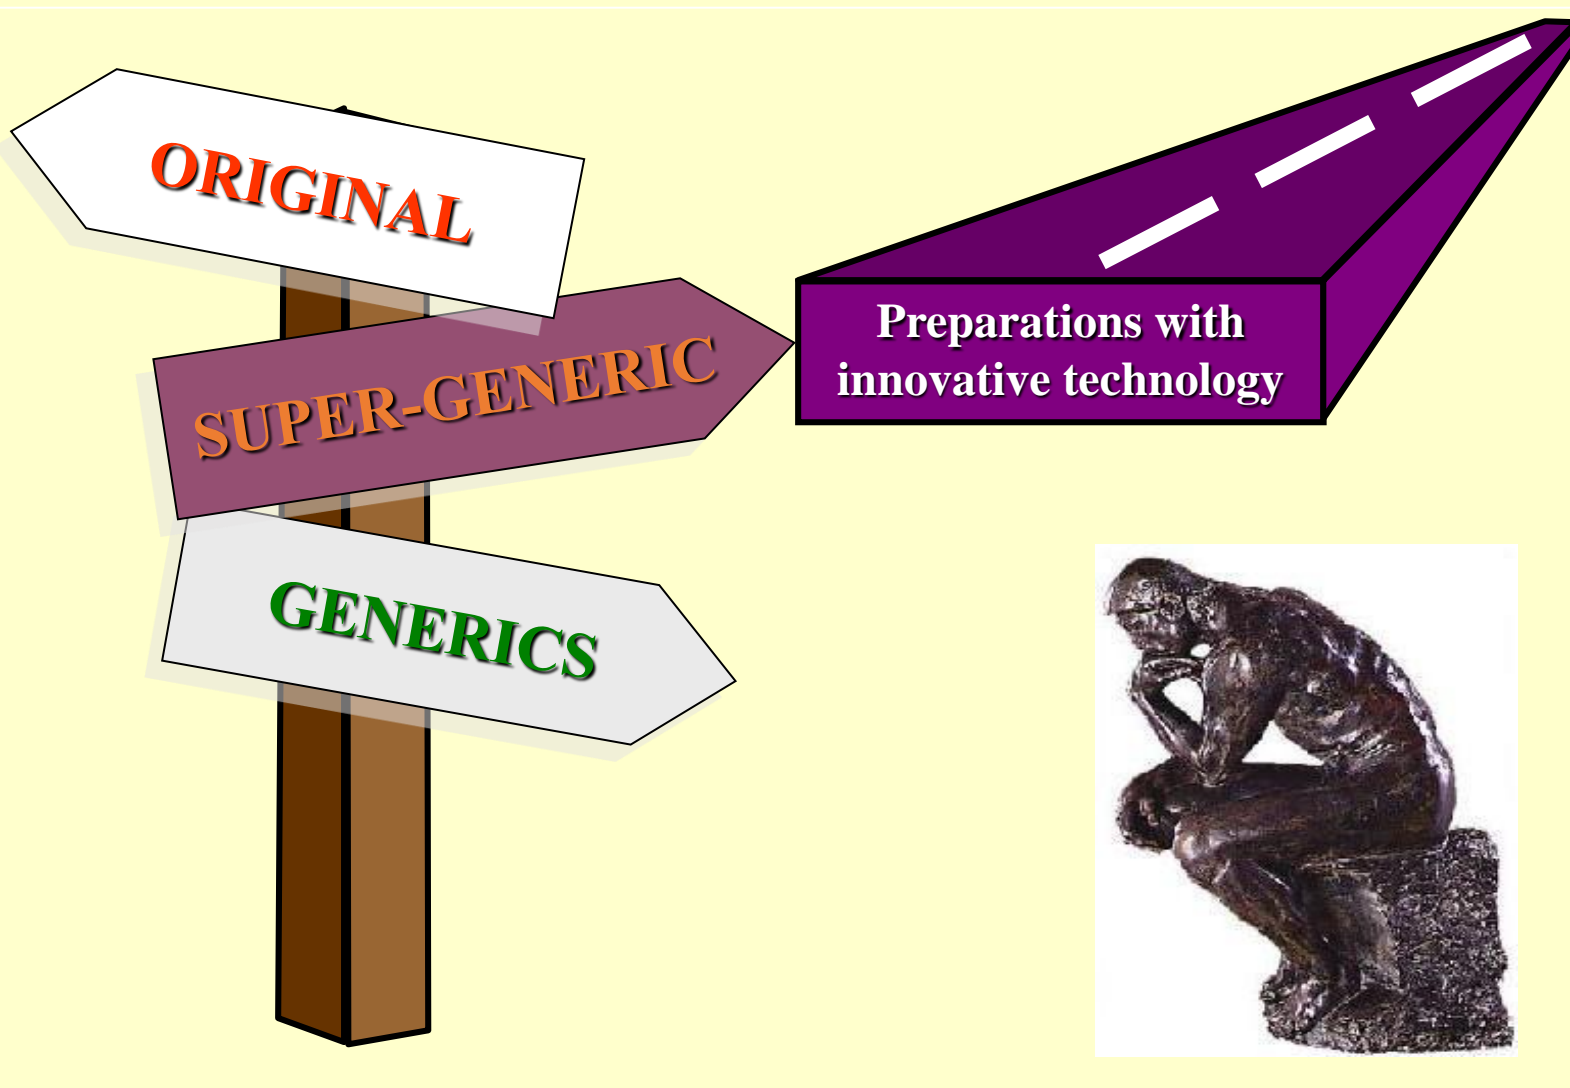 ORIGINAL
SUPER-GENERIC
Preparations with
innovative technology
GENERICS